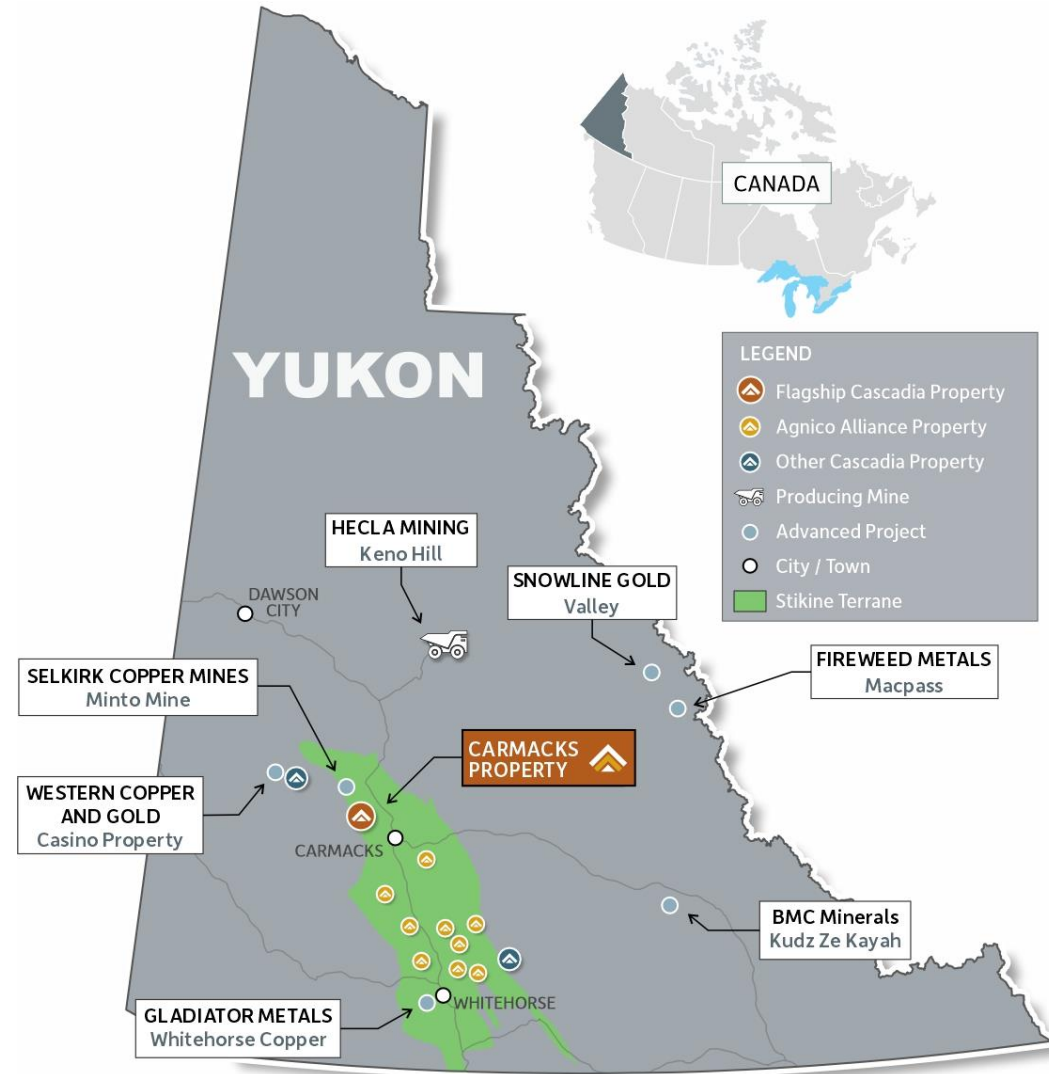 CANADA
YUKON
LEGEND
Flagship Cascadia Property
Agnico Alliance Property
Other Cascadia Property
Producing Mine
Advanced Project
City / Town
Stikine Terrane
HECLA MINING
Keno Hill
SNOWLINE GOLD
Valley
DAWSON
CITY
FIREWEED METALS
Macpass
SELKIRK COPPER MINES
Minto Mine
CARMACKS
PROPERTY
WESTERN COPPER
AND GOLD
Casino Property
CARMACKS
BMC Minerals
Kudz Ze Kayah
WHITEHORSE
GLADIATOR METALS
Whitehorse Copper